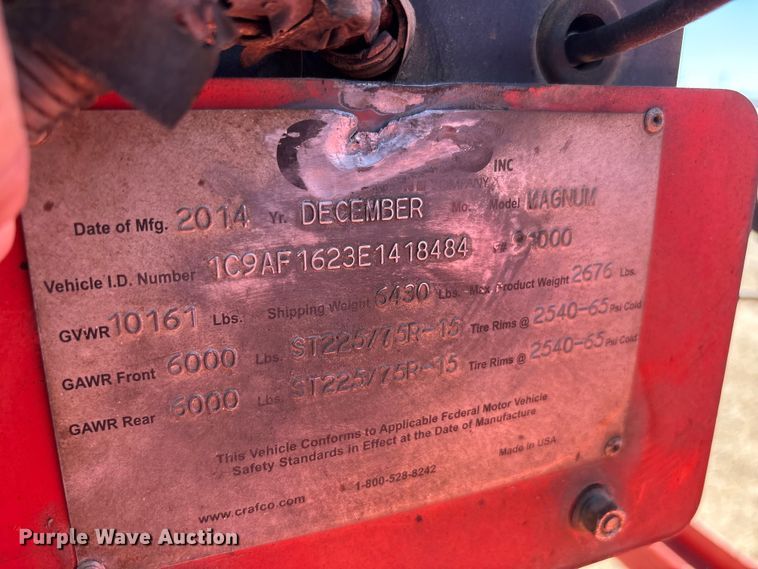 INC
COMPANY
Date of Mfg. 2014 Yr. DECEMBER Mo. Model MAGNUM
Vehicle I.D. Number 1C9AF1623E1418484 1000
GVWR 10161 Lbs. Shipping Weight 6430 Lbs. Max. Product Weight 2676 Lbs.
GAWR Front 6000 Lbs. ST225/75R-15 Tire Rims @ 2540-65 Psi Cold
GAWR Rear 6000 Lbs. ST225/75R-15 Tire Rims @ 2540-65 Psi Cold
This Vehicle Conforms to Applicable Federal Motor Vehicle
Safety Standards in Effect at the Date of Manufacture
Made in USA
www.crafco.com 1-800-528-8242
Purple Wave Auction